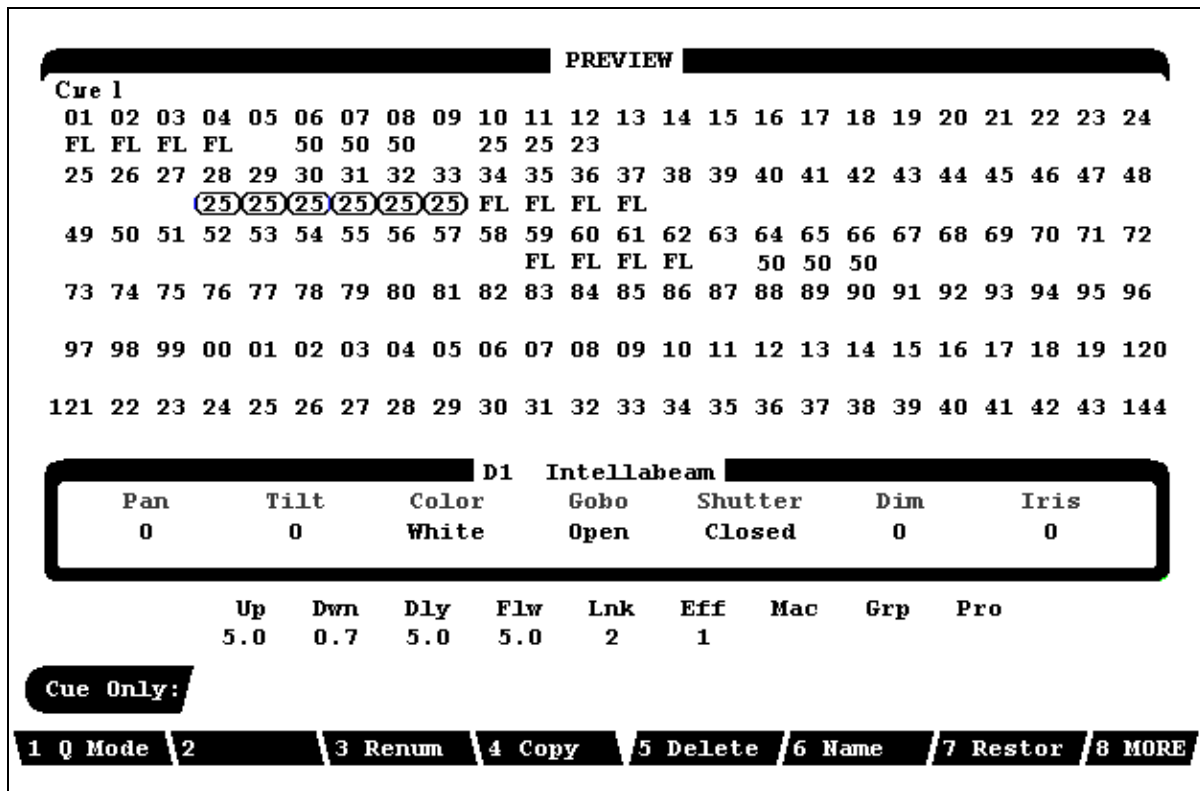 PREVIEW
Cue 1
01 02 03 04 05 06 07 08 09 10 11 12 13 14 15 16 17 18 19 20 21 22 23 24
FL FL FL FL 50 50 50 25 25 23
25 26 27 28 29 30 31 32 33 34 35 36 37 38 39 40 41 42 43 44 45 46 47 48
25 25 25 25 25 25 FL FL FL FL
49 50 51 52 53 54 55 56 57 58 59 60 61 62 63 64 65 66 67 68 69 70 71 72
FL FL FL FL 50 50 50
73 74 75 76 77 78 79 80 81 82 83 84 85 86 87 88 89 90 91 92 93 94 95 96
97 98 99 00 01 02 03 04 05 06 07 08 09 10 11 12 13 14 15 16 17 18 19 120
121 22 23 24 25 26 27 28 29 30 31 32 33 34 35 36 37 38 39 40 41 42 43 144
D1 Intellabeam
Pan Tilt Color Gobo Shutter Dim Iris
0 0 White Open Closed 0 0
Up Dwn Dly Flw Lnk Eff Mac Grp Pro
5.0 0.7 5.0 5.0 2 1
Cue Only:
1 Q Mode 2 3 Renum 4 Copy 5 Delete 6 Name 7 Restor 8 MORE